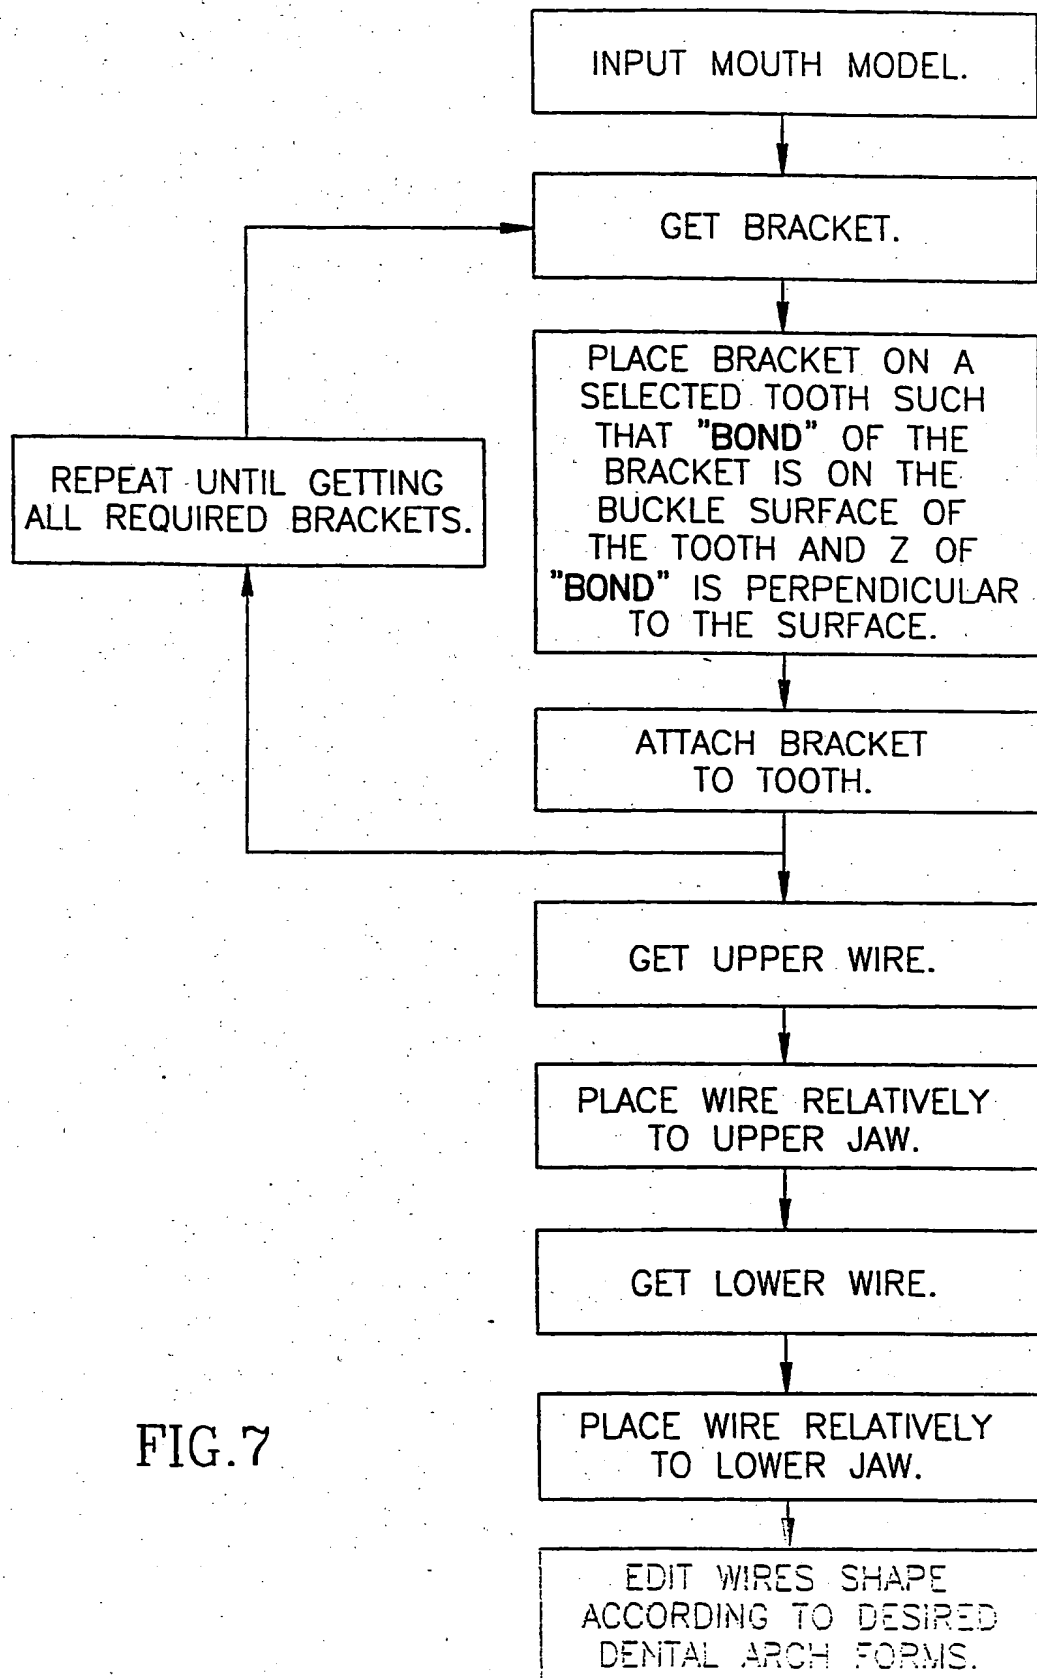 INPUT MOUTH MODEL.
GET BRACKET.
PLACE BRACKET ON A
SELECTED TOOTH SUCH
THAT "BOND" OF THE
BRACKET IS ON THE
BUCKLE SURFACE OF
THE TOOTH AND Z OF
"BOND" IS PERPENDICULAR
TO THE SURFACE.
REPEAT UNTIL GETTING
ALL REQUIRED BRACKETS.
ATTACH BRACKET
TO TOOTH.
GET UPPER WIRE.
PLACE WIRE RELATIVELY
TO UPPER JAW.
GET LOWER WIRE.
PLACE WIRE RELATIVELY
TO LOWER JAW.
FIG.7
EDIT WIRES SHAPE
ACCORDING TO DESIRED
DENTAL ARCH FORMS.